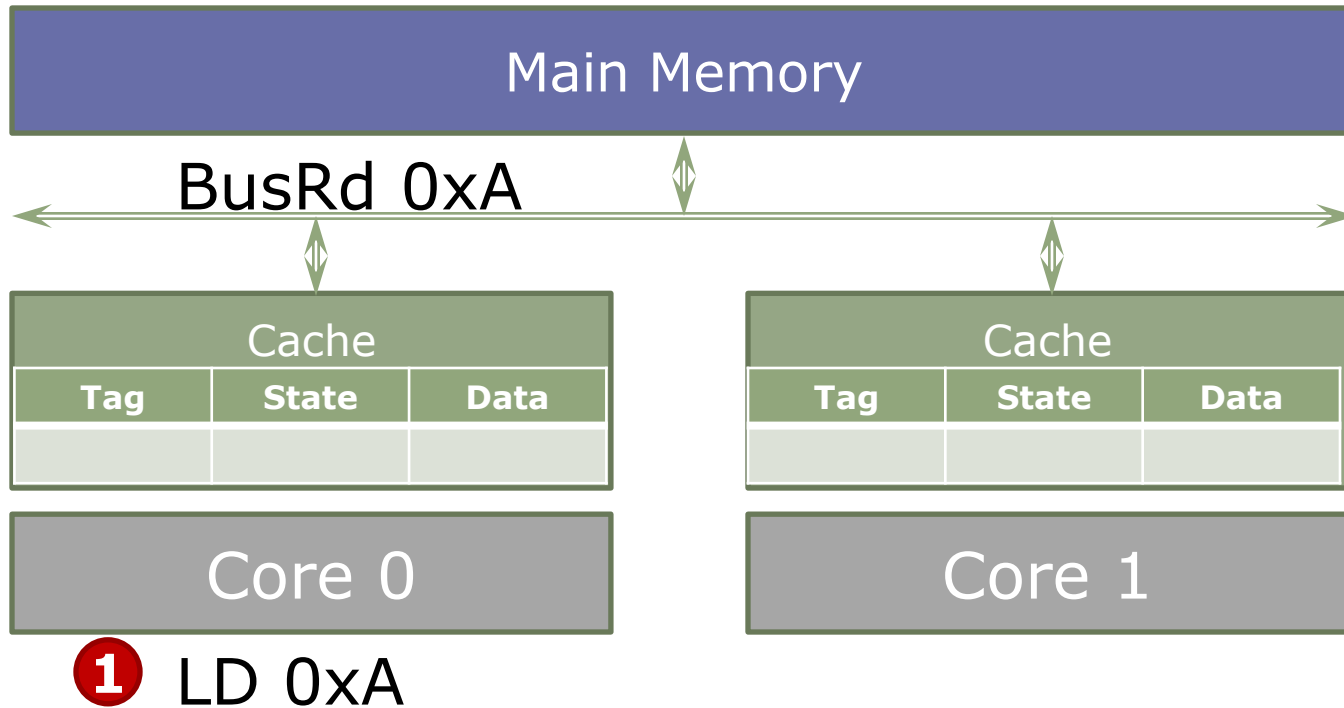 Main Memory
BusRd 0xA
Cache
Tag State Data
Cache
Tag State Data
Core 0
Core 1
1 LD 0xA